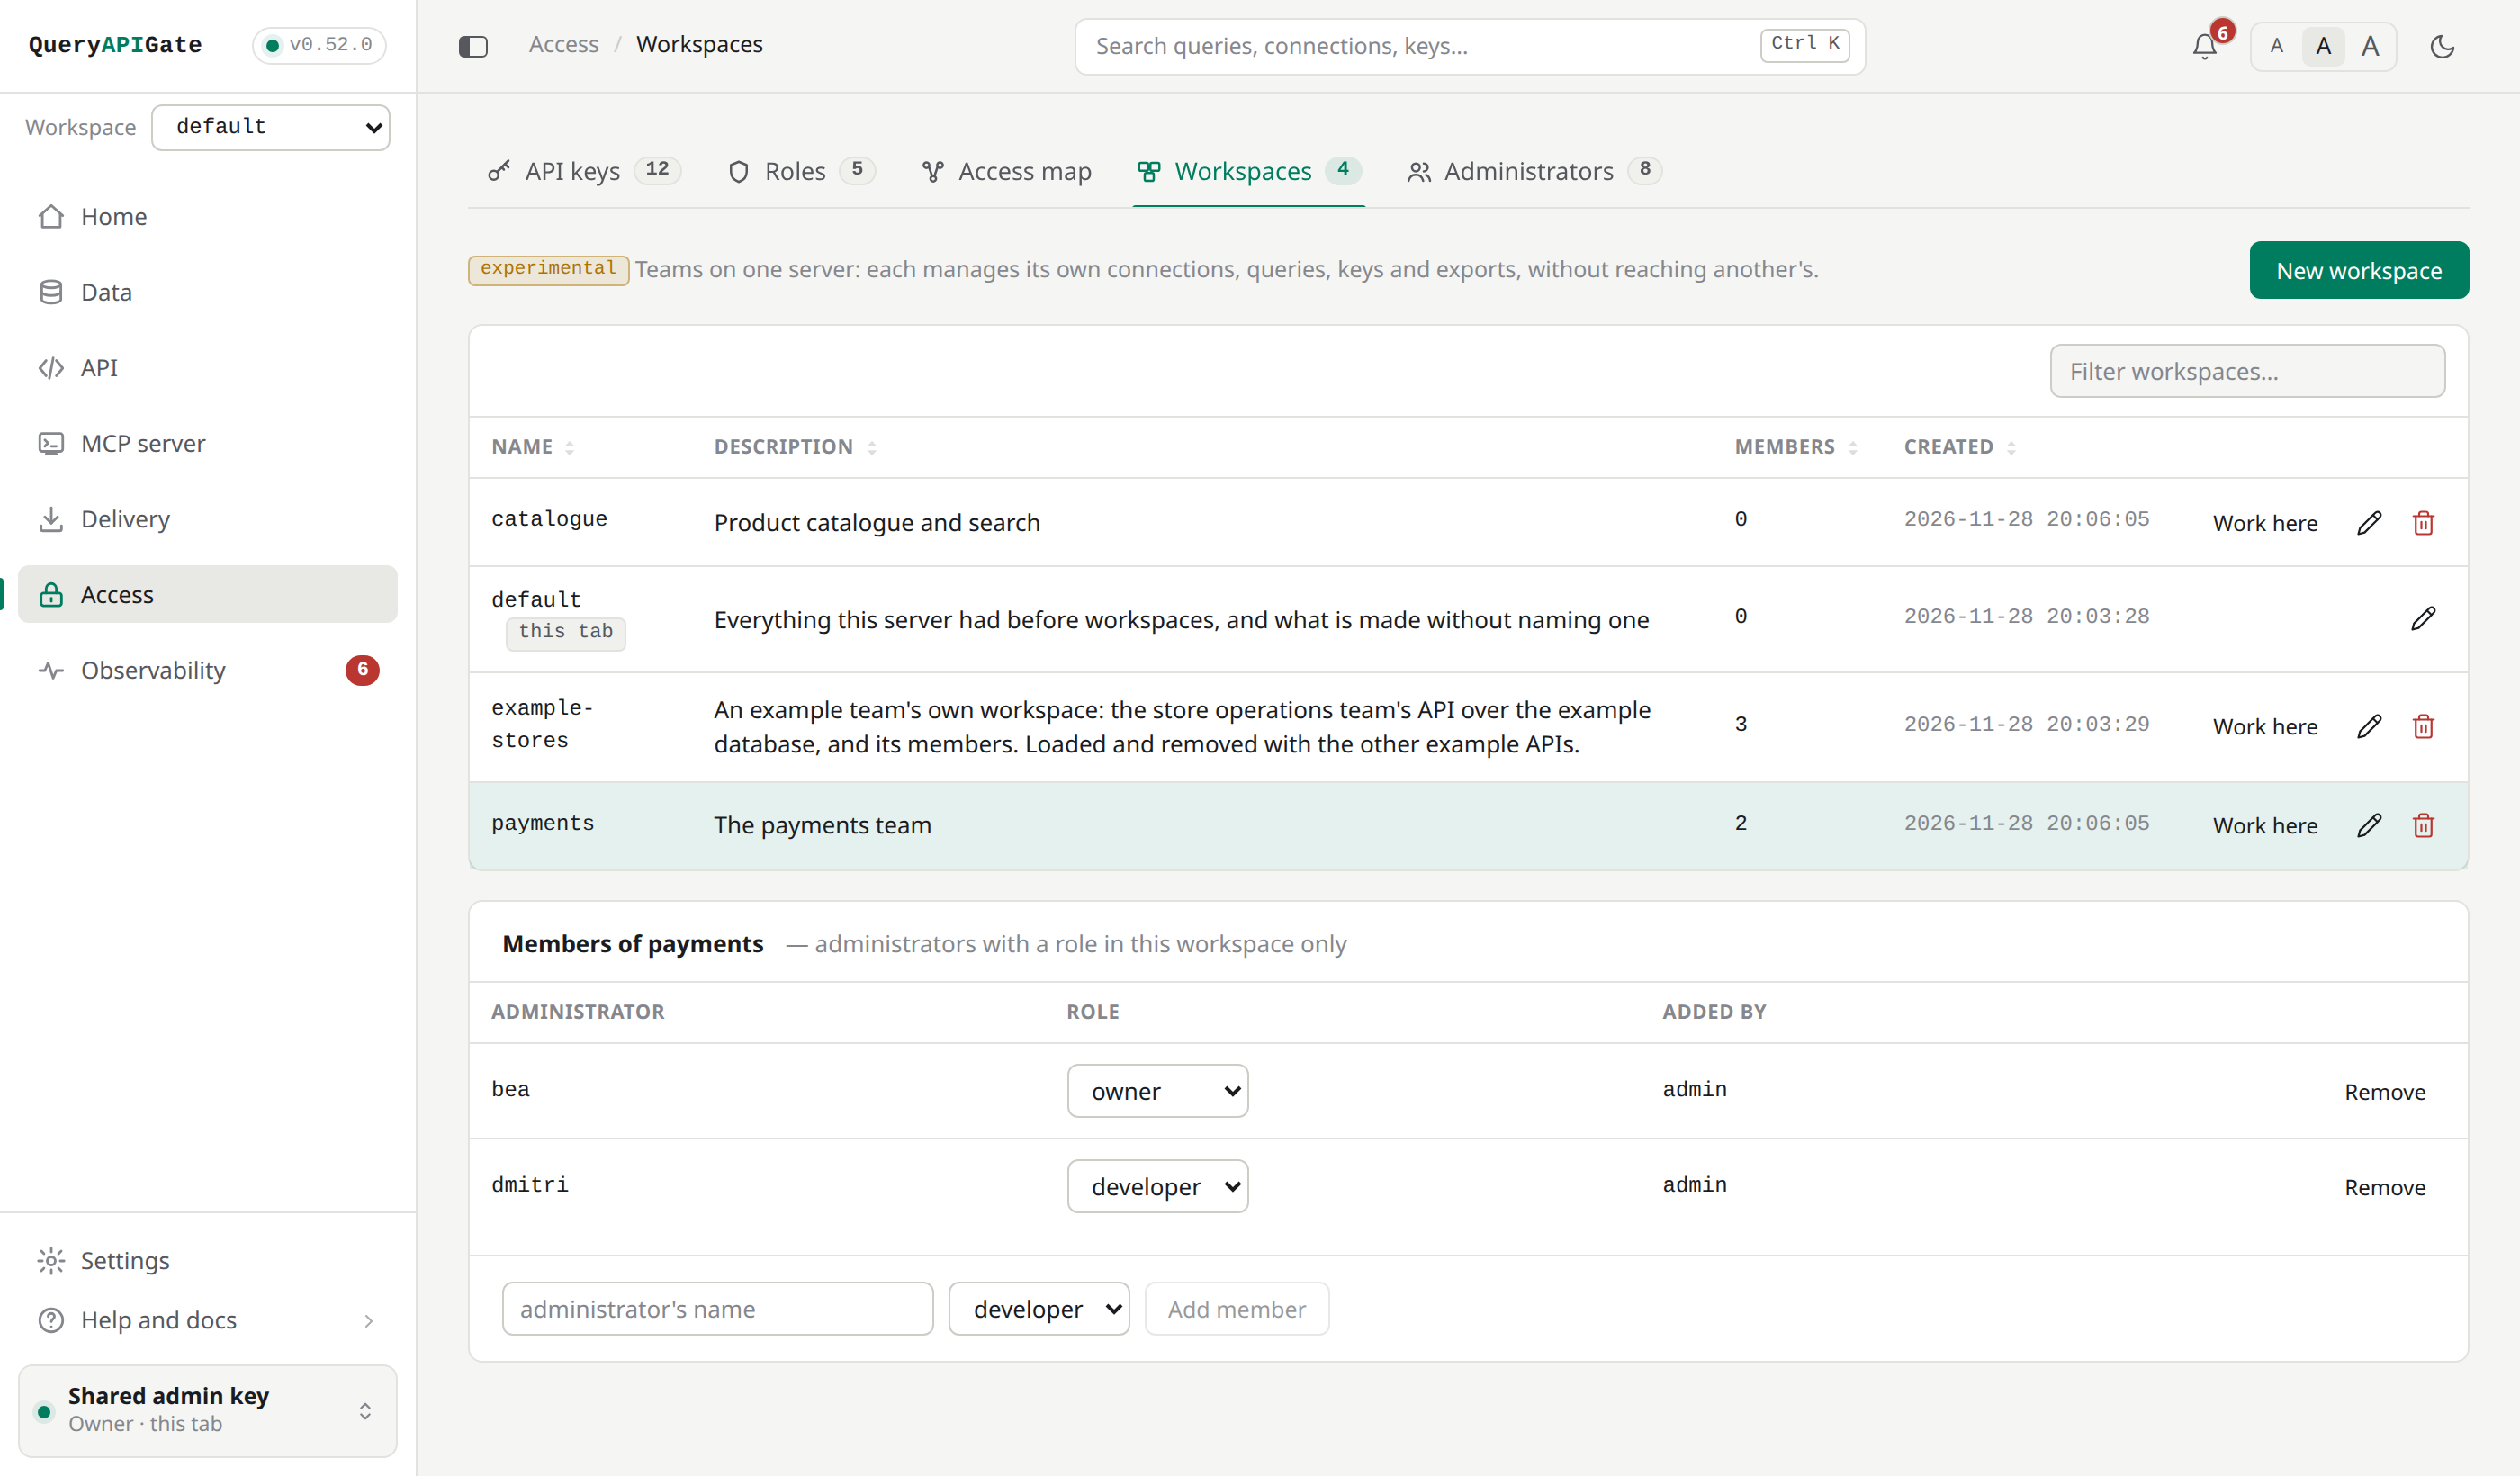 QueryAPIGate v0.52.0
Workspace default
Home
Data
API
MCP server
Delivery
Access
Observability 6
Settings
Help and docs
Shared admin key
Owner · this tab
Access / Workspaces
Search queries, connections, keys... Ctrl K
6
A A A
API keys 12 Roles 5 Access map Workspaces 4 Administrators 8
experimental Teams on one server: each manages its own connections, queries, keys and exports, without reaching another's.
New workspace
Filter workspaces...
NAME DESCRIPTION MEMBERS CREATED
catalogue Product catalogue and search 0 2026-11-28 20:06:05 Work here
default
this tab
Everything this server had before workspaces, and what is made without naming one 0 2026-11-28 20:03:28
example-
stores
An example team's own workspace: the store operations team's API over the example
database, and its members. Loaded and removed with the other example APIs.
3 2026-11-28 20:03:29 Work here
payments The payments team 2 2026-11-28 20:06:05 Work here
Members of payments — administrators with a role in this workspace only
ADMINISTRATOR ROLE ADDED BY
bea owner admin Remove
dmitri developer admin Remove
administrator's name developer Add member